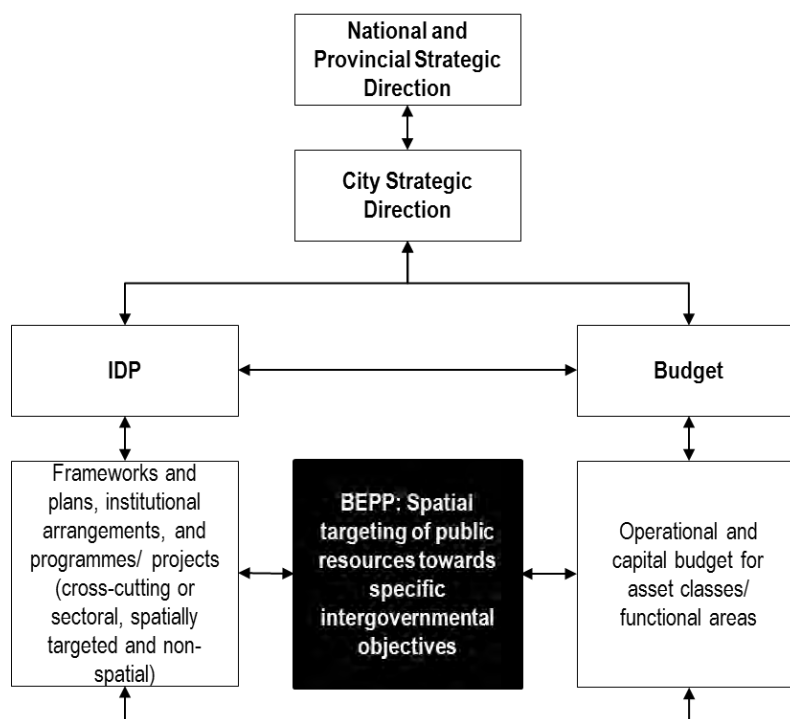 National and
Provincial Strategic
Direction
City Strategic
Direction
IDP
Budget
Frameworks and
plans, institutional
arrangements, and
programmes/ projects
(cross-cutting or
sectoral, spatially
targeted and non-
spatial)
BEPP: Spatial
targeting of public
resources towards
specific
intergovernmental
objectives
Operational and
capital budget for
asset classes/
functional areas